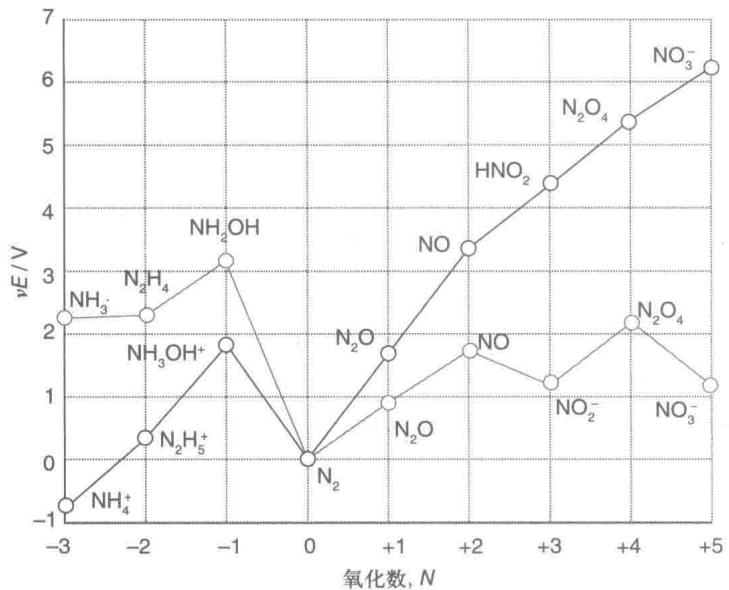 νE / V
7
6
5
4
3
2
1
0
−1
−3
−2
−1
0
+1
+2
+3
+4
+5
氧化数, N
NH₃
N₂H₄
NH₂OH
NH₃OH⁺
N₂H₅⁺
NH₄⁺
N₂
N₂O
NO
HNO₂
N₂O₄
NO₃⁻
N₂O
NO
NO₂⁻
N₂O₄
NO₃⁻